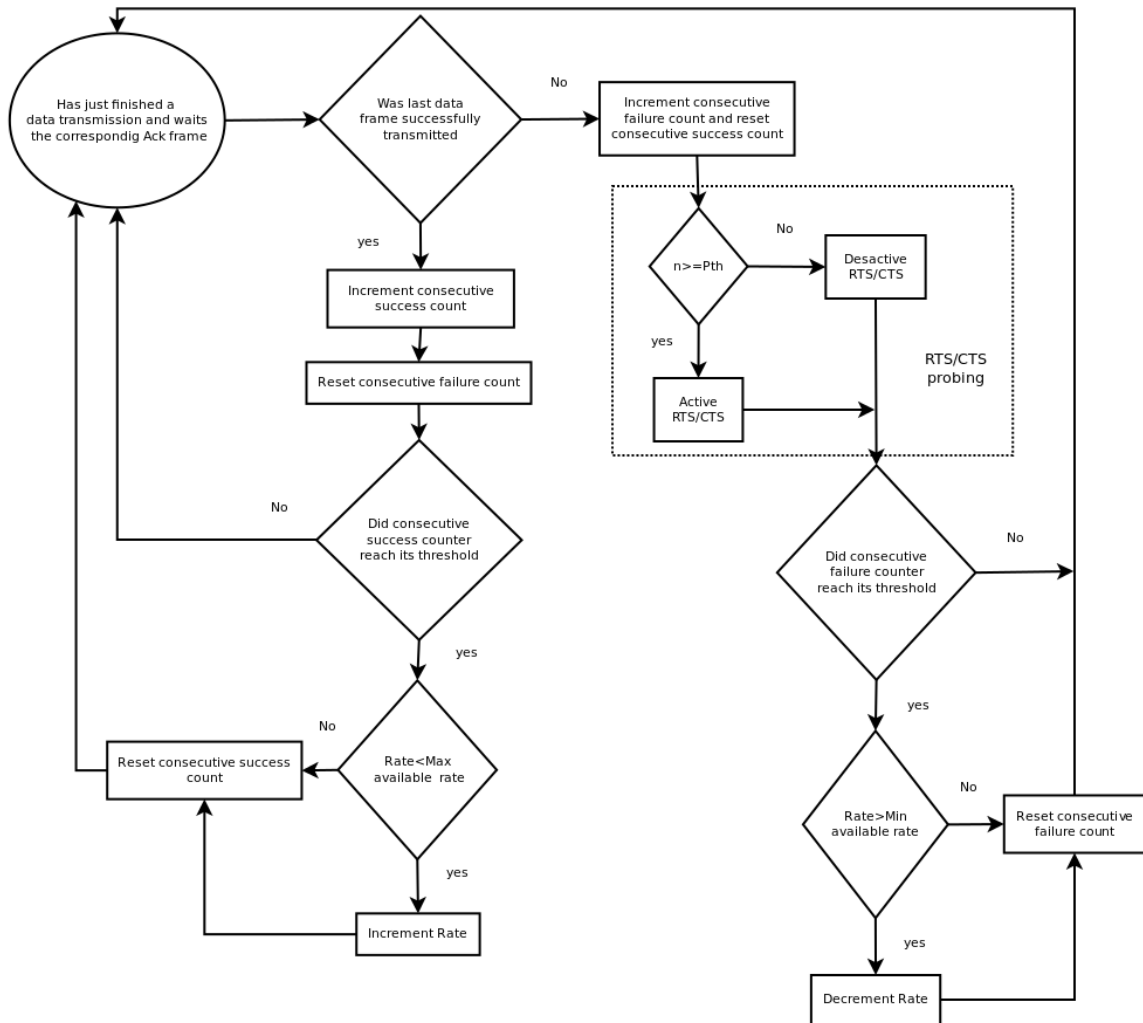 Has just finished a
data transmission and waits
the correspondig Ack frame
Was last data
frame successfully
transmitted
No
Increment consecutive
failure count and reset
consecutive success count
yes
n>=Pth
No
Desactive
RTS/CTS
yes
Active
RTS/CTS
RTS/CTS
probing
Increment consecutive
success count
Reset consecutive failure count
Did consecutive
success counter
reach its threshold
No
yes
Did consecutive
failure counter
reach its threshold
No
yes
Rate<Max
available rate
No
Reset consecutive success
count
yes
Increment Rate
Rate>Min
available rate
No
Reset consecutive
failure count
yes
Decrement Rate